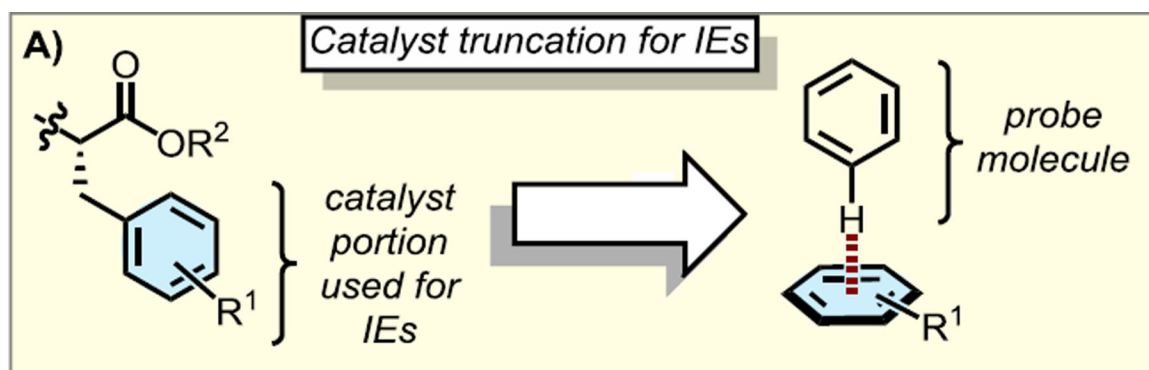 A)
Catalyst truncation for IEs
O
OR²
R¹
catalyst
portion
used for
IEs
H
R¹
probe
molecule